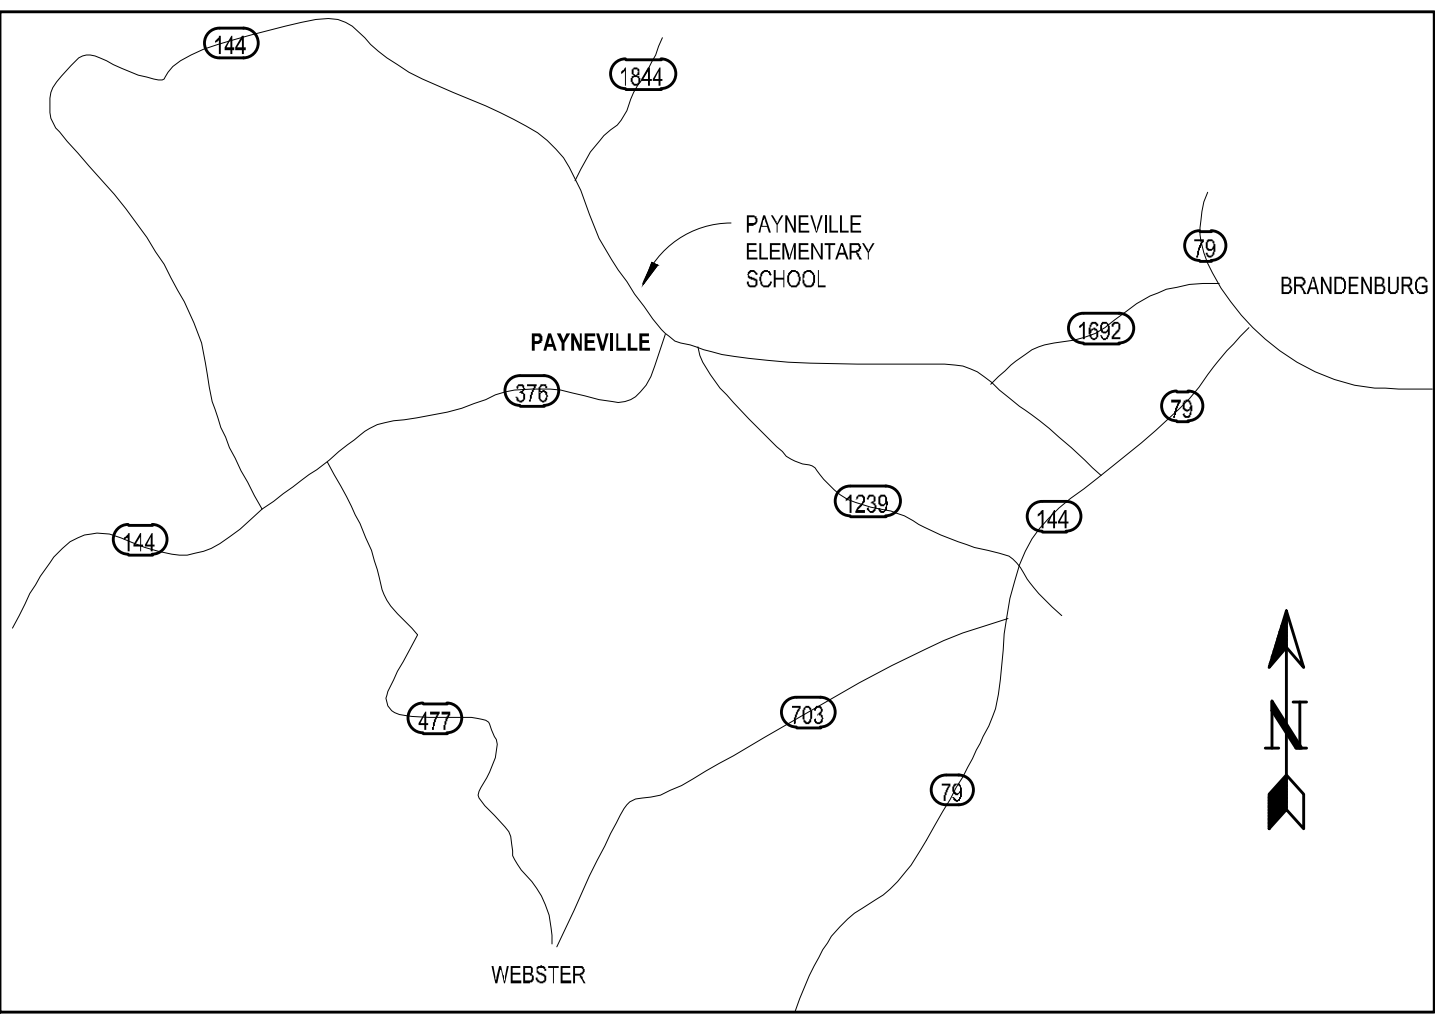 144
1844
PAYNEVILLE
ELEMENTARY
SCHOOL
79
BRANDENBURG
1692
PAYNEVILLE
376
79
1239
144
144
477
703
N
79
WEBSTER